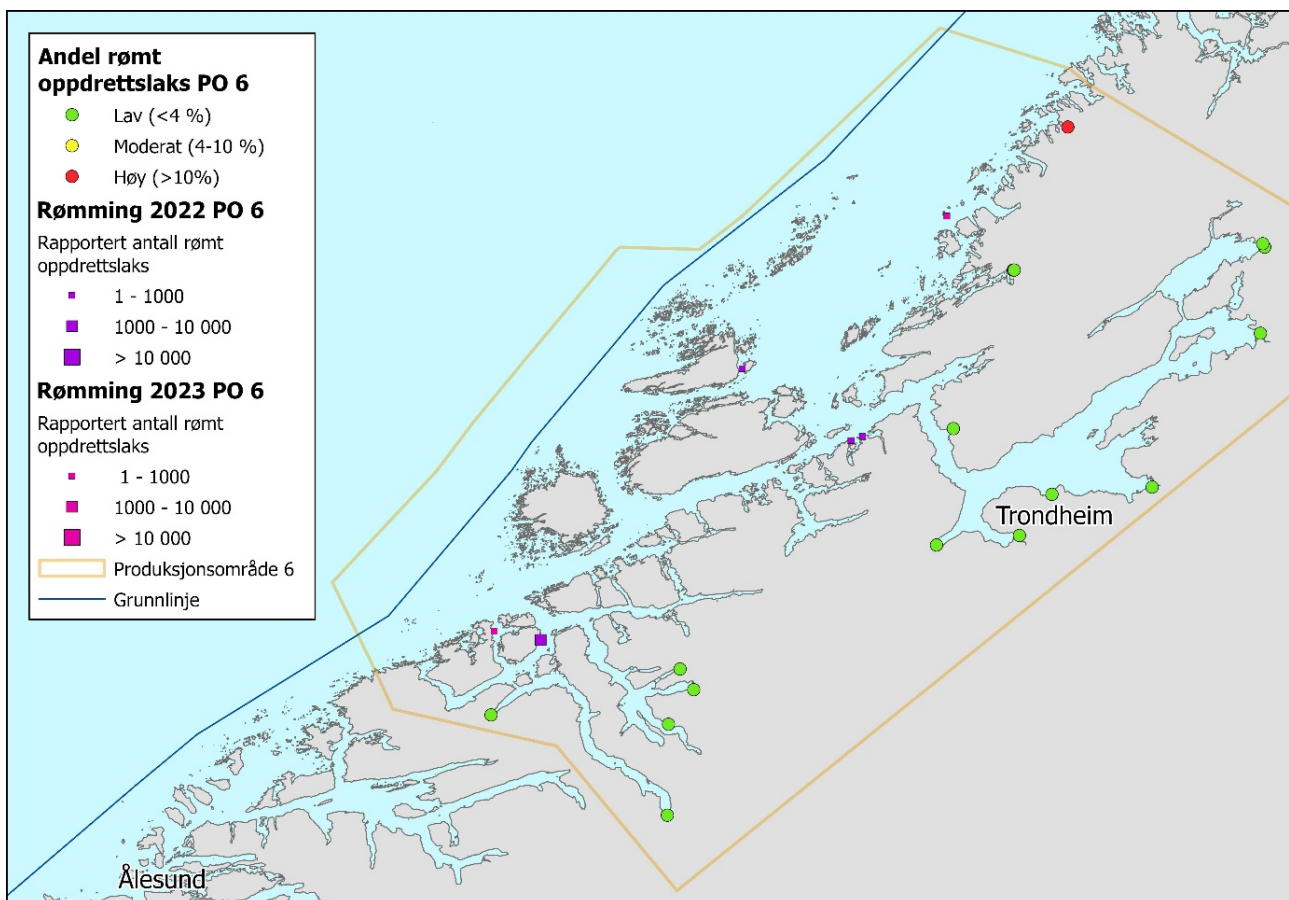 Andel rømt
oppdrettslaks PO 6
Lav (<4 %)
Moderat (4-10 %)
Høy (>10%)
Rømming 2022 PO 6
Rapportert antall rømt
oppdrettslaks
1 - 1000
1000 - 10 000
> 10 000
Rømming 2023 PO 6
Rapportert antall rømt
oppdrettslaks
1 - 1000
1000 - 10 000
> 10 000
Produksjonsområde 6
Grunnlinje
Trondheim
Ålesund